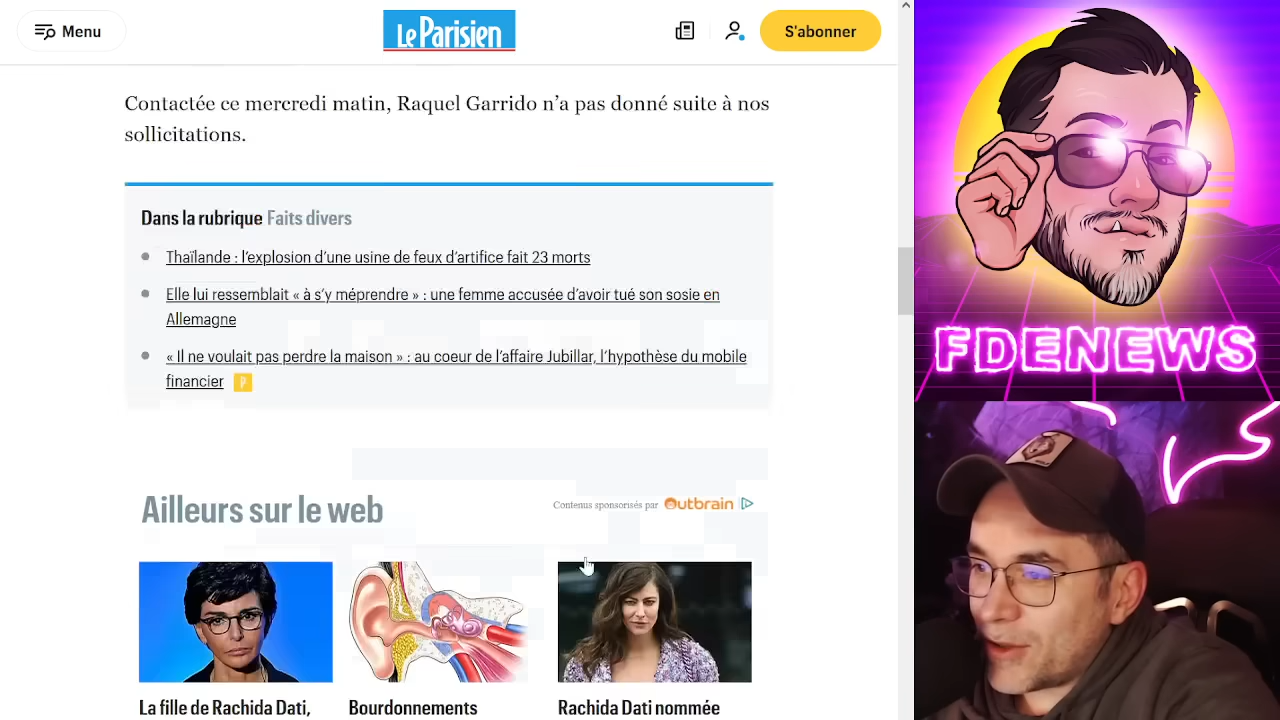 Menu
Le Parisien
S'abonner
Contactée ce mercredi matin, Raquel Garrido n'a pas donné suite à nos
sollicitations.
Dans la rubrique Faits divers
Thaïlande : l'explosion d'une usine de feux d'artifice fait 23 morts
Elle lui ressemblait « à s'y méprendre » : une femme accusée d'avoir tué son sosie en
Allemagne
« Il ne voulait pas perdre la maison » : au coeur de l'affaire Jubillar, l'hypothèse du mobile
financier P
Ailleurs sur le web
Contenus sponsorisés par Outbrain
La fille de Rachida Dati,
Bourdonnements
Rachida Dati nommée
FDENEWS